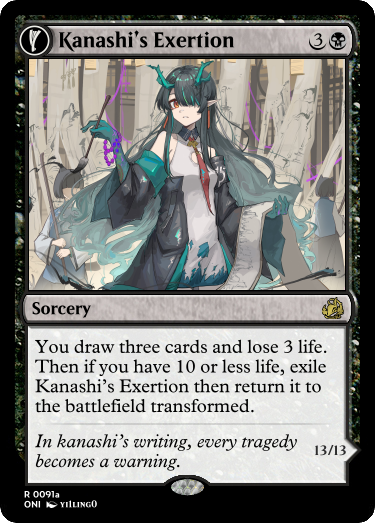 Kanashi's Exertion 3
Sorcery
You draw three cards and lose 3 life.
Then if you have 10 or less life, exile
Kanashi's Exertion then return it to
the battlefield transformed.
In kanashi's writing, every tragedy
becomes a warning.
13/13
R 0091a
ONI YIILING0